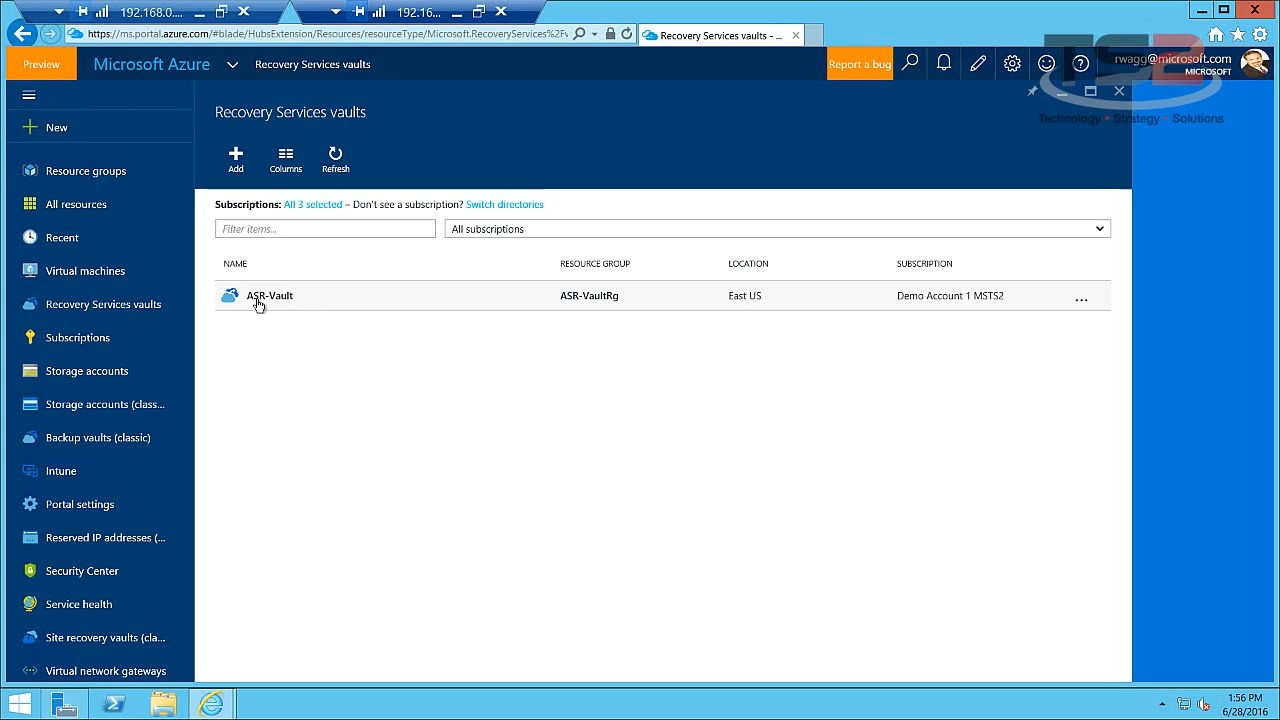 192.168.0....
192.16...
https://ms.portal.azure.com/#blade/HubsExtension/Resources/resourceType/Microsoft.RecoveryServices%2Fv
Recovery Services vaults - ...
Preview
Microsoft Azure
Recovery Services vaults
Report a bug
rwagg@microsoft.com
MICROSOFT
TS2
Technology • Strategy • Solutions
Recovery Services vaults
Add
Columns
Refresh
New
Resource groups
All resources
Recent
Virtual machines
Recovery Services vaults
Subscriptions
Storage accounts
Storage accounts (class...
Backup vaults (classic)
Intune
Portal settings
Reserved IP addresses (...
Security Center
Service health
Site recovery vaults (cla...
Virtual network gateways
Subscriptions: All 3 selected – Don't see a subscription? Switch directories
Filter items...
All subscriptions
NAME RESOURCE GROUP LOCATION SUBSCRIPTION
ASR-Vault ASR-VaultRg East US Demo Account 1 MSTS2 ...
1:56 PM
6/28/2016